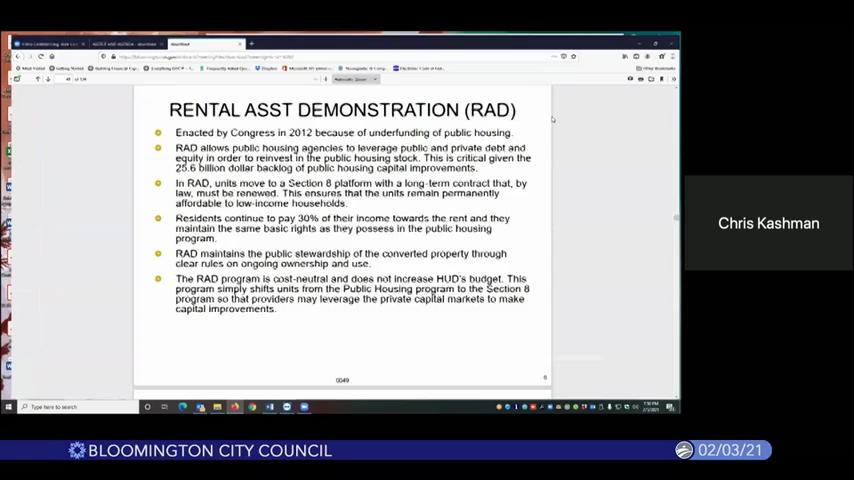 RENTAL ASST DEMONSTRATION (RAD)
Enacted by Congress in 2012 because of underfunding of public housing.
RAD allows public housing agencies to leverage public and private debt and
equity in order to reinvest in the public housing stock. This is critical given the
25.6 billion dollar backlog of public housing capital improvements.
In RAD, units move to a Section 8 platform with a long-term contract that, by
law, must be renewed. This ensures that the units remain permanently
affordable to low-income households.
Residents continue to pay 30% of their income towards the rent and they
maintain the same basic rights as they possess in the public housing
program.
RAD maintains the public stewardship of the converted property through
clear rules on ongoing ownership and use.
The RAD program is cost-neutral and does not increase HUD's budget. This
program simply shifts units from the Public Housing program to the Section 8
program so that providers may leverage the private capital markets to make
capital improvements.
0049
6
Chris Kashman
Type here to search
BLOOMINGTON CITY COUNCIL
02/03/21